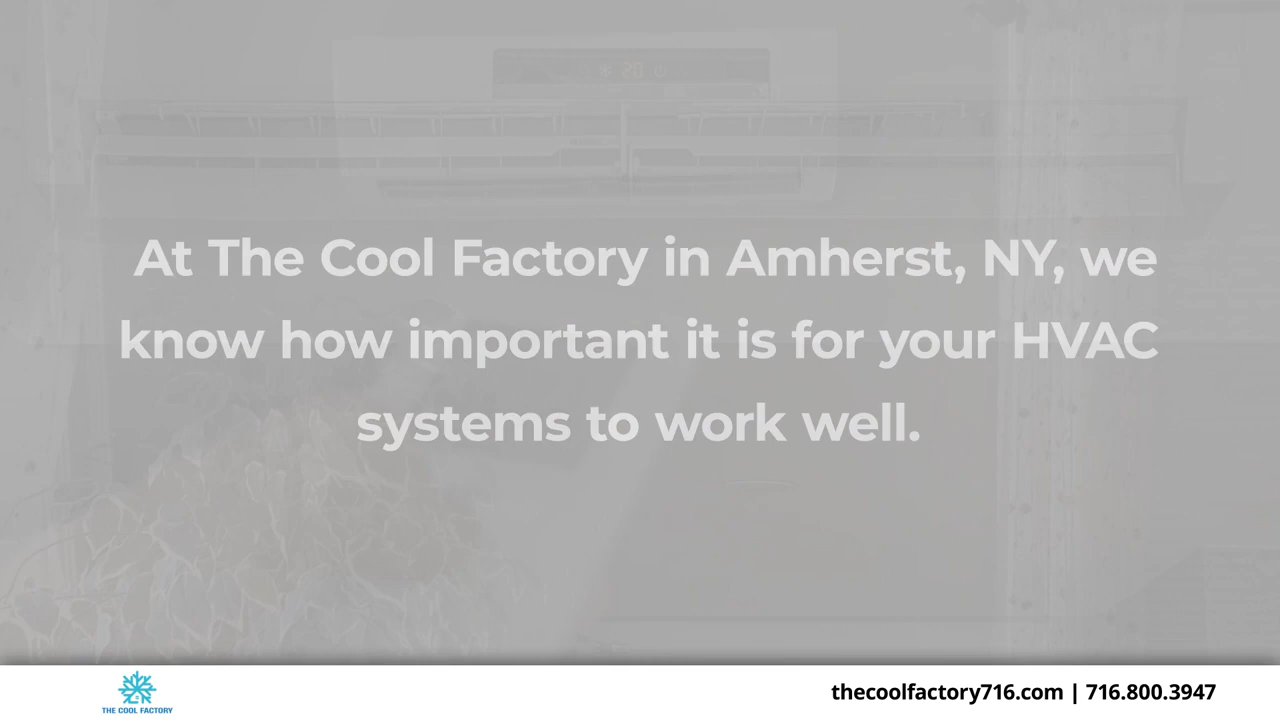 20
At The Cool Factory in Amherst, NY, we
know how important it is for your HVAC
systems to work well.
THE COOL FACTORY
thecoolfactory716.com | 716.800.3947